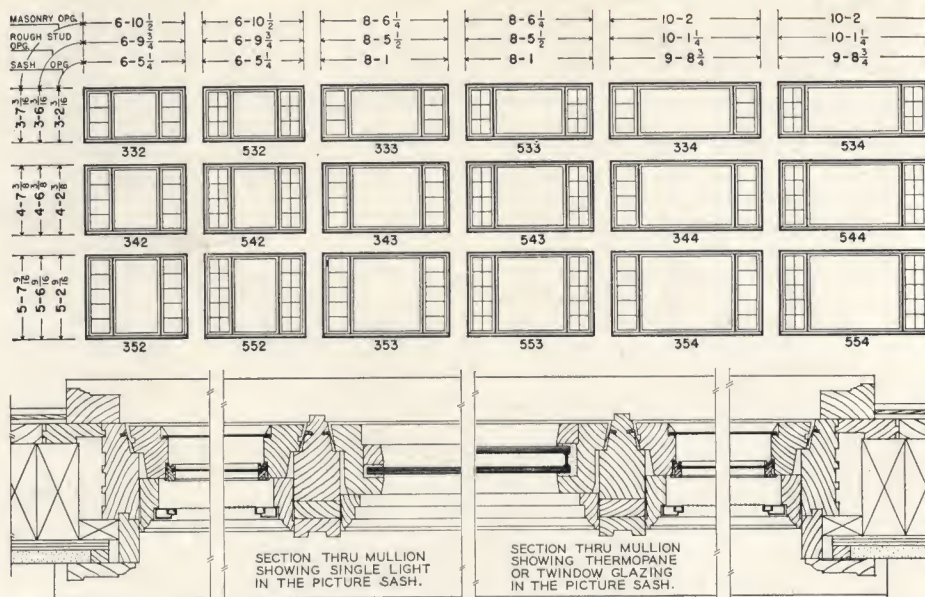 MASONRY OPG. 6-10 1/2 6-10 1/2 8-6 1/4 8-6 1/4 10-2 10-2
ROUGH STUD OPG. 6-9 3/4 6-9 3/4 8-5 1/2 8-5 1/2 10-1 1/4 10-1 1/4
SASH OPG. 6-5 1/4 6-5 1/4 8-1 8-1 9-8 3/4 9-8 3/4
3-7 3/16 3-6 3/16 3-2 3/16
332 532 333 533 334 534
4-7 3/8 4-6 3/8 4-2 3/8
342 542 343 543 344 544
5-7 9/16 5-6 9/16 5-2 9/16
352 552 353 553 354 554
SECTION THRU MULLION
SHOWING SINGLE LIGHT
IN THE PICTURE SASH.
SECTION THRU MULLION
SHOWING THERMOPANE
OR TWINDOW GLAZING
IN THE PICTURE SASH.